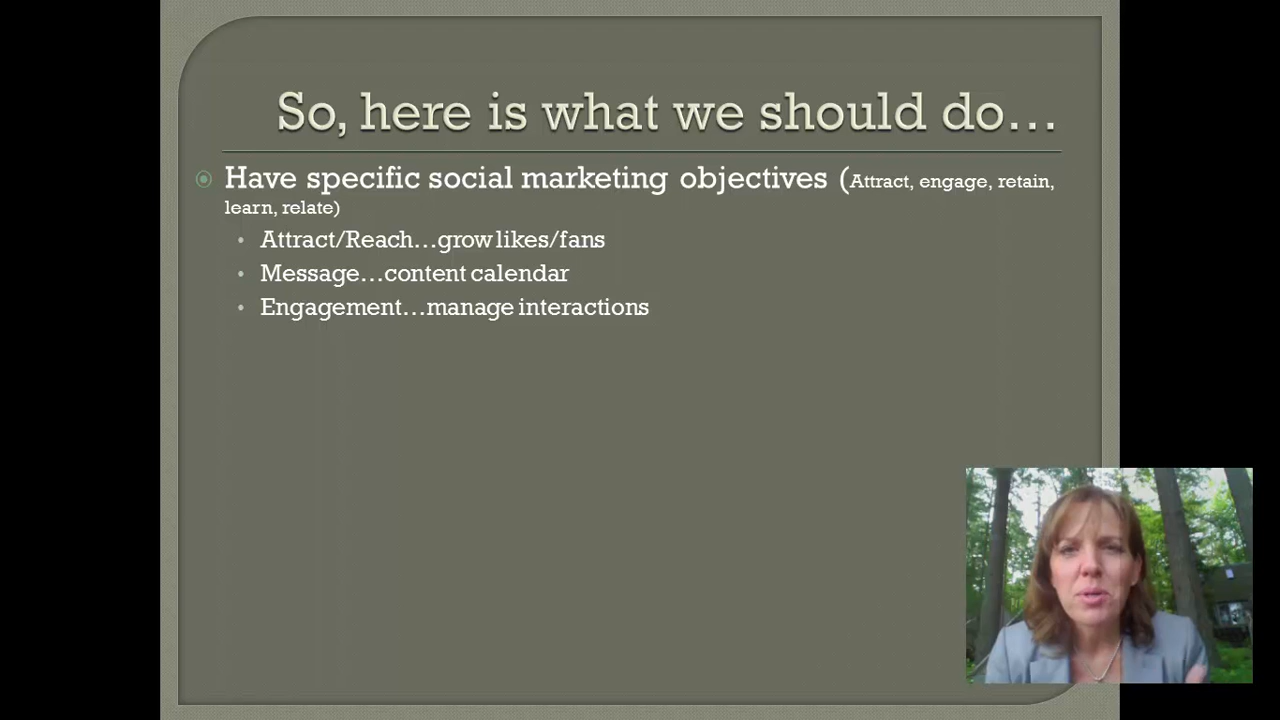 So, here is what we should do...
Have specific social marketing objectives (Attract, engage, retain,
learn, relate)
Attract/Reach...grow likes/fans
Message...content calendar
Engagement...manage interactions